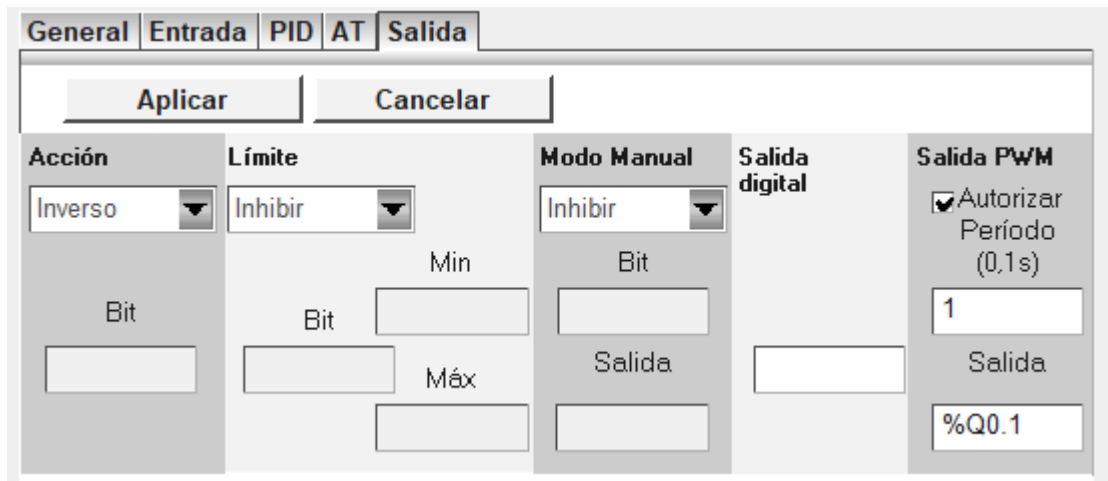 General Entrada PID AT Salida
Aplicar Cancelar
Acción
Inverso
Bit
Límite
Inhibir
Min
Bit
Máx
Modo Manual
Inhibir
Bit
Salida
Salida
digital
Salida PWM
Autorizar
Período
(0,1s)
1
Salida
%Q0.1